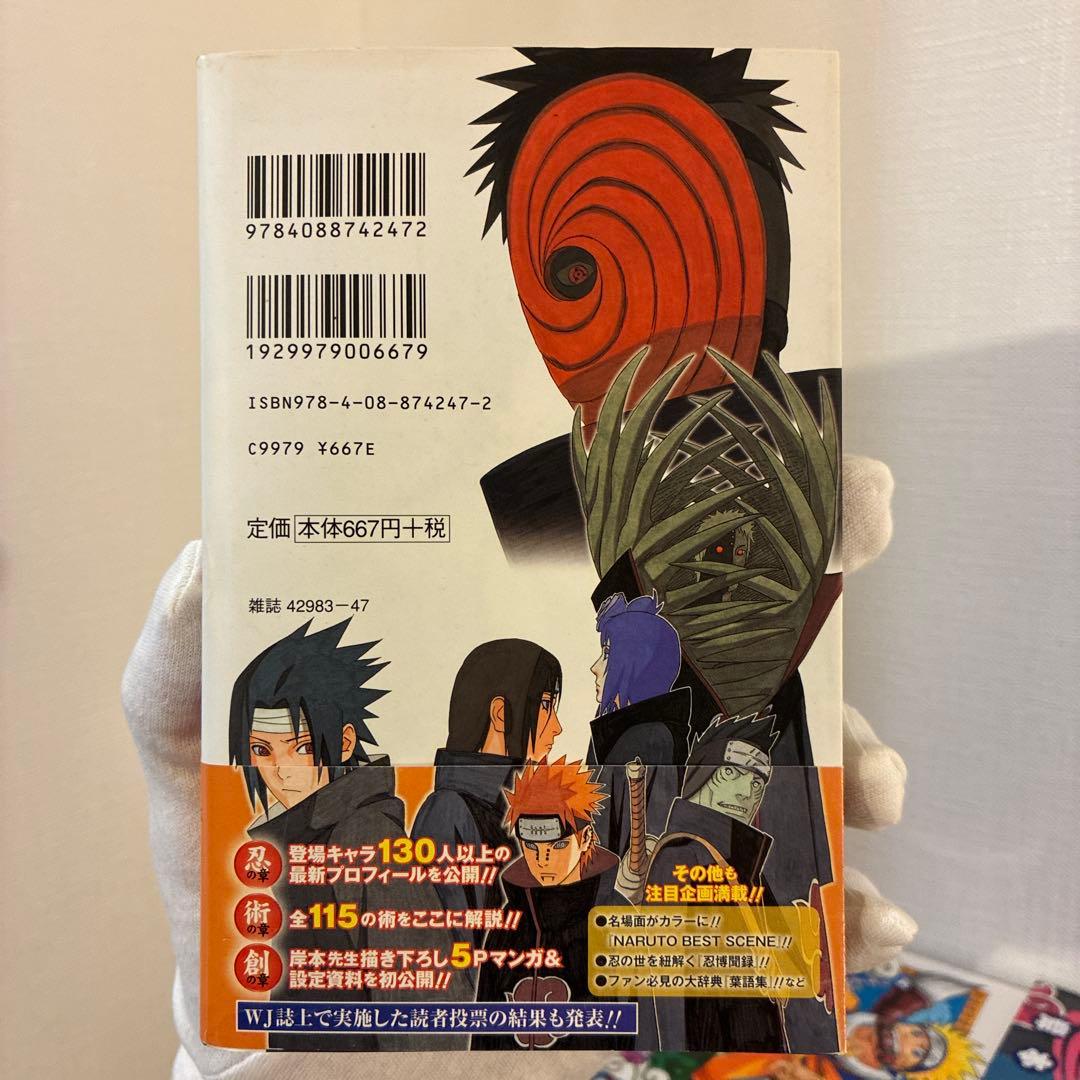 9784088742472
1929979006679
ISBN978-4-08-874247-2
C9979 ¥667E
定価 本体667円+税
雑誌 42983-47
忍の章
登場キャラ130人以上の
最新プロフィールを公開!!
術の章
全115の術をここに解説!!
創の章
岸本先生描き下ろし5Pマンガ&
設定資料を初公開!!
その他も
注目企画満載!!
●名場面がカラーに!!
『NARUTO BEST SCENE』!!
●忍の世を紐解く『忍博聞録』!!
●ファン必見の大辞典『葉語集』!!など
WJ誌上で実施した読者投票の結果も発表!!